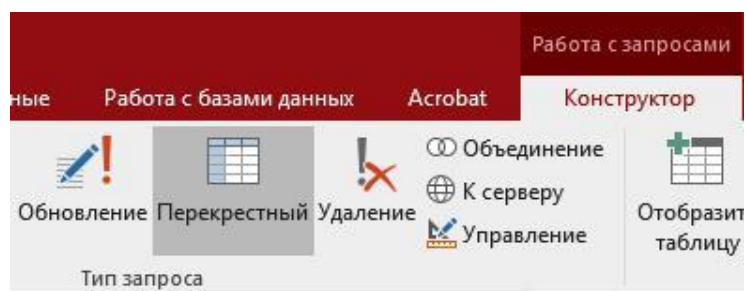 Работа с запросами
ные Работа с базами данных Acrobat Конструктор
Обновление Перекрестный Удаление
Объединение
К серверу
Управление
Отобразит
таблицу
Тип запроса